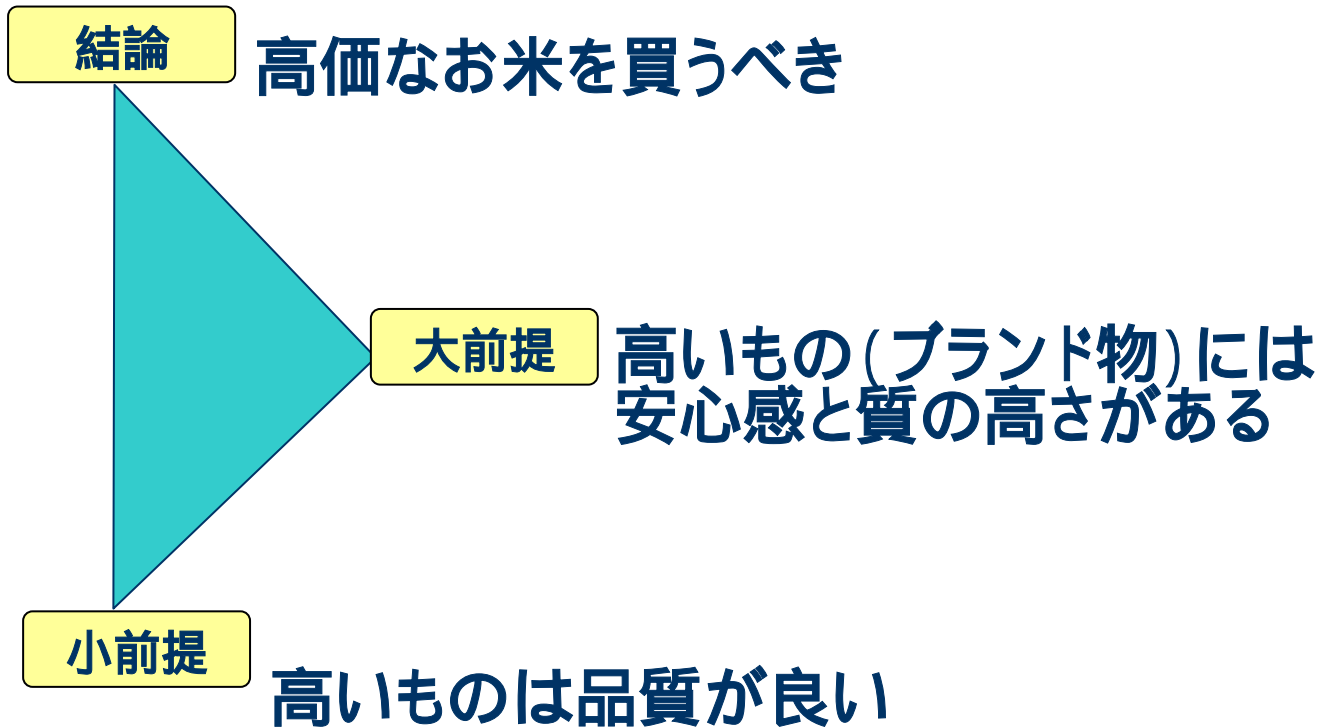 結論
高価なお米を買うべき
大前提
高いもの(ブランド物)には
安心感と質の高さがある
小前提
高いものは品質が良い